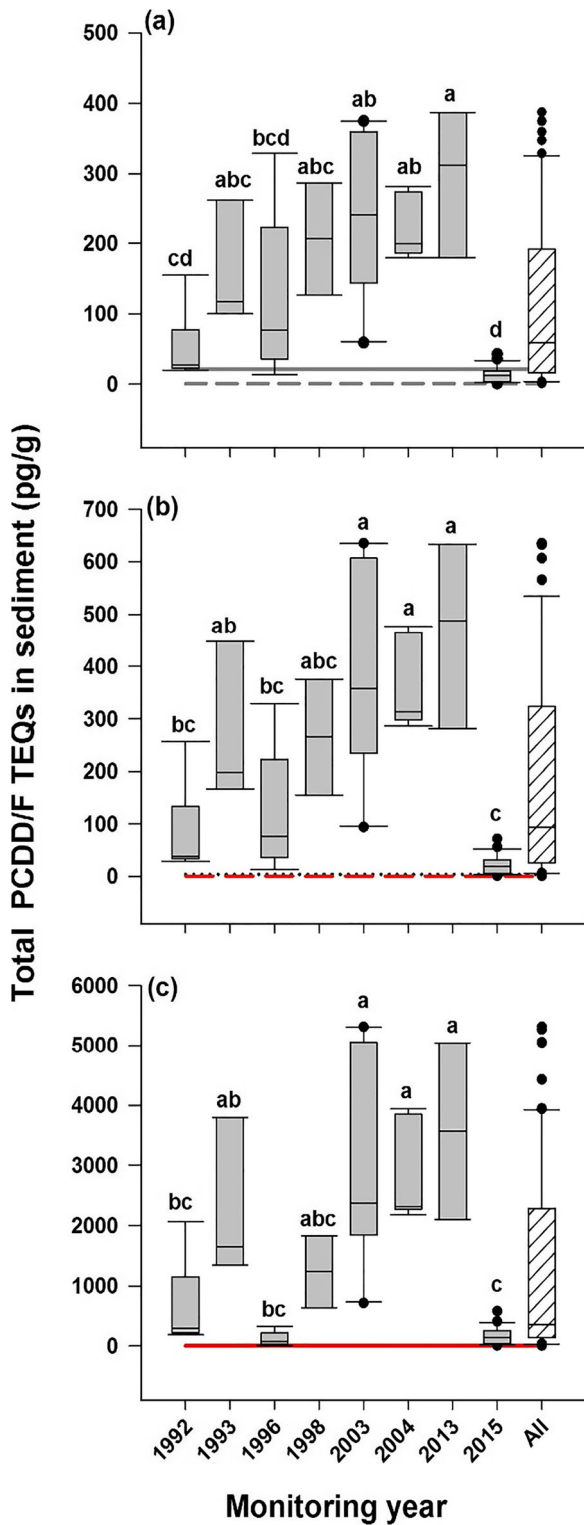 Total PCDD/F TEQs in sediment (pg/g)
(a)
500
400
300
200
100
0
cd
abc
bcd
abc
ab
ab
a
d
(b)
700
600
500
400
300
200
100
0
bc
ab
bc
abc
a
a
a
c
(c)
6000
5000
4000
3000
2000
1000
0
bc
ab
bc
abc
a
a
a
c
1992 1993 1996 1998 2003 2004 2013 2015 All
Monitoring year